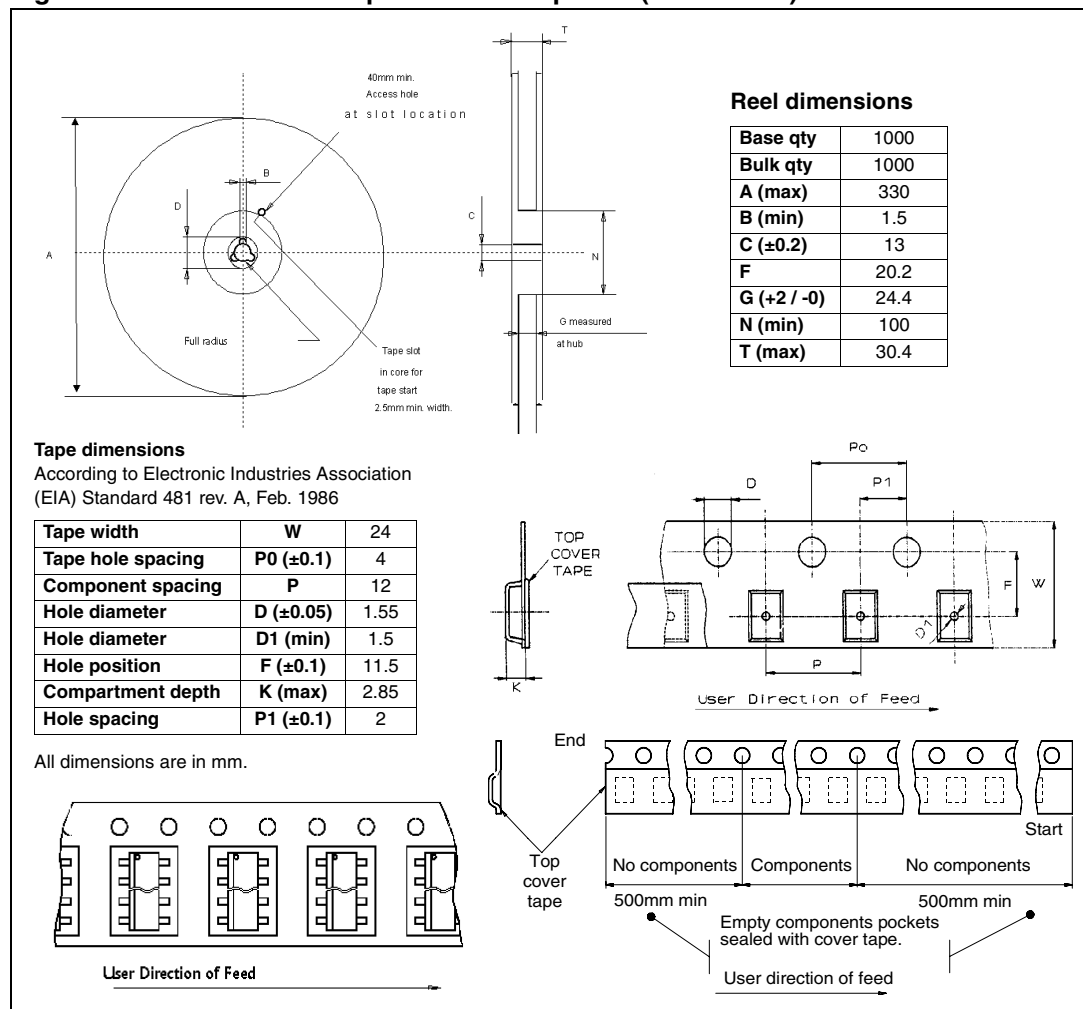 T
40mm min.
Access hole
at slot location
B
D
C
A
N
G measured
at hub
Full radius
Tape slot
in core for
tape start
2.5mm min. width.
Reel dimensions
Base qty 1000
Bulk qty 1000
A (max) 330
B (min) 1.5
C (±0.2) 13
F 20.2
G (+2 / -0) 24.4
N (min) 100
T (max) 30.4
Tape dimensions
According to Electronic Industries Association
(EIA) Standard 481 rev. A, Feb. 1986
Tape width W 24
Tape hole spacing P0 (±0.1) 4
Component spacing P 12
Hole diameter D (±0.05) 1.55
Hole diameter D1 (min) 1.5
Hole position F (±0.1) 11.5
Compartment depth K (max) 2.85
Hole spacing P1 (±0.1) 2
All dimensions are in mm.
Po
D
P1
TOP
COVER
TAPE
F
W
D1
K
P
User Direction of Feed
End
Start
Top
cover
tape
No components
Components
No components
500mm min
500mm min
Empty components pockets
sealed with cover tape.
User direction of feed
User Direction of Feed